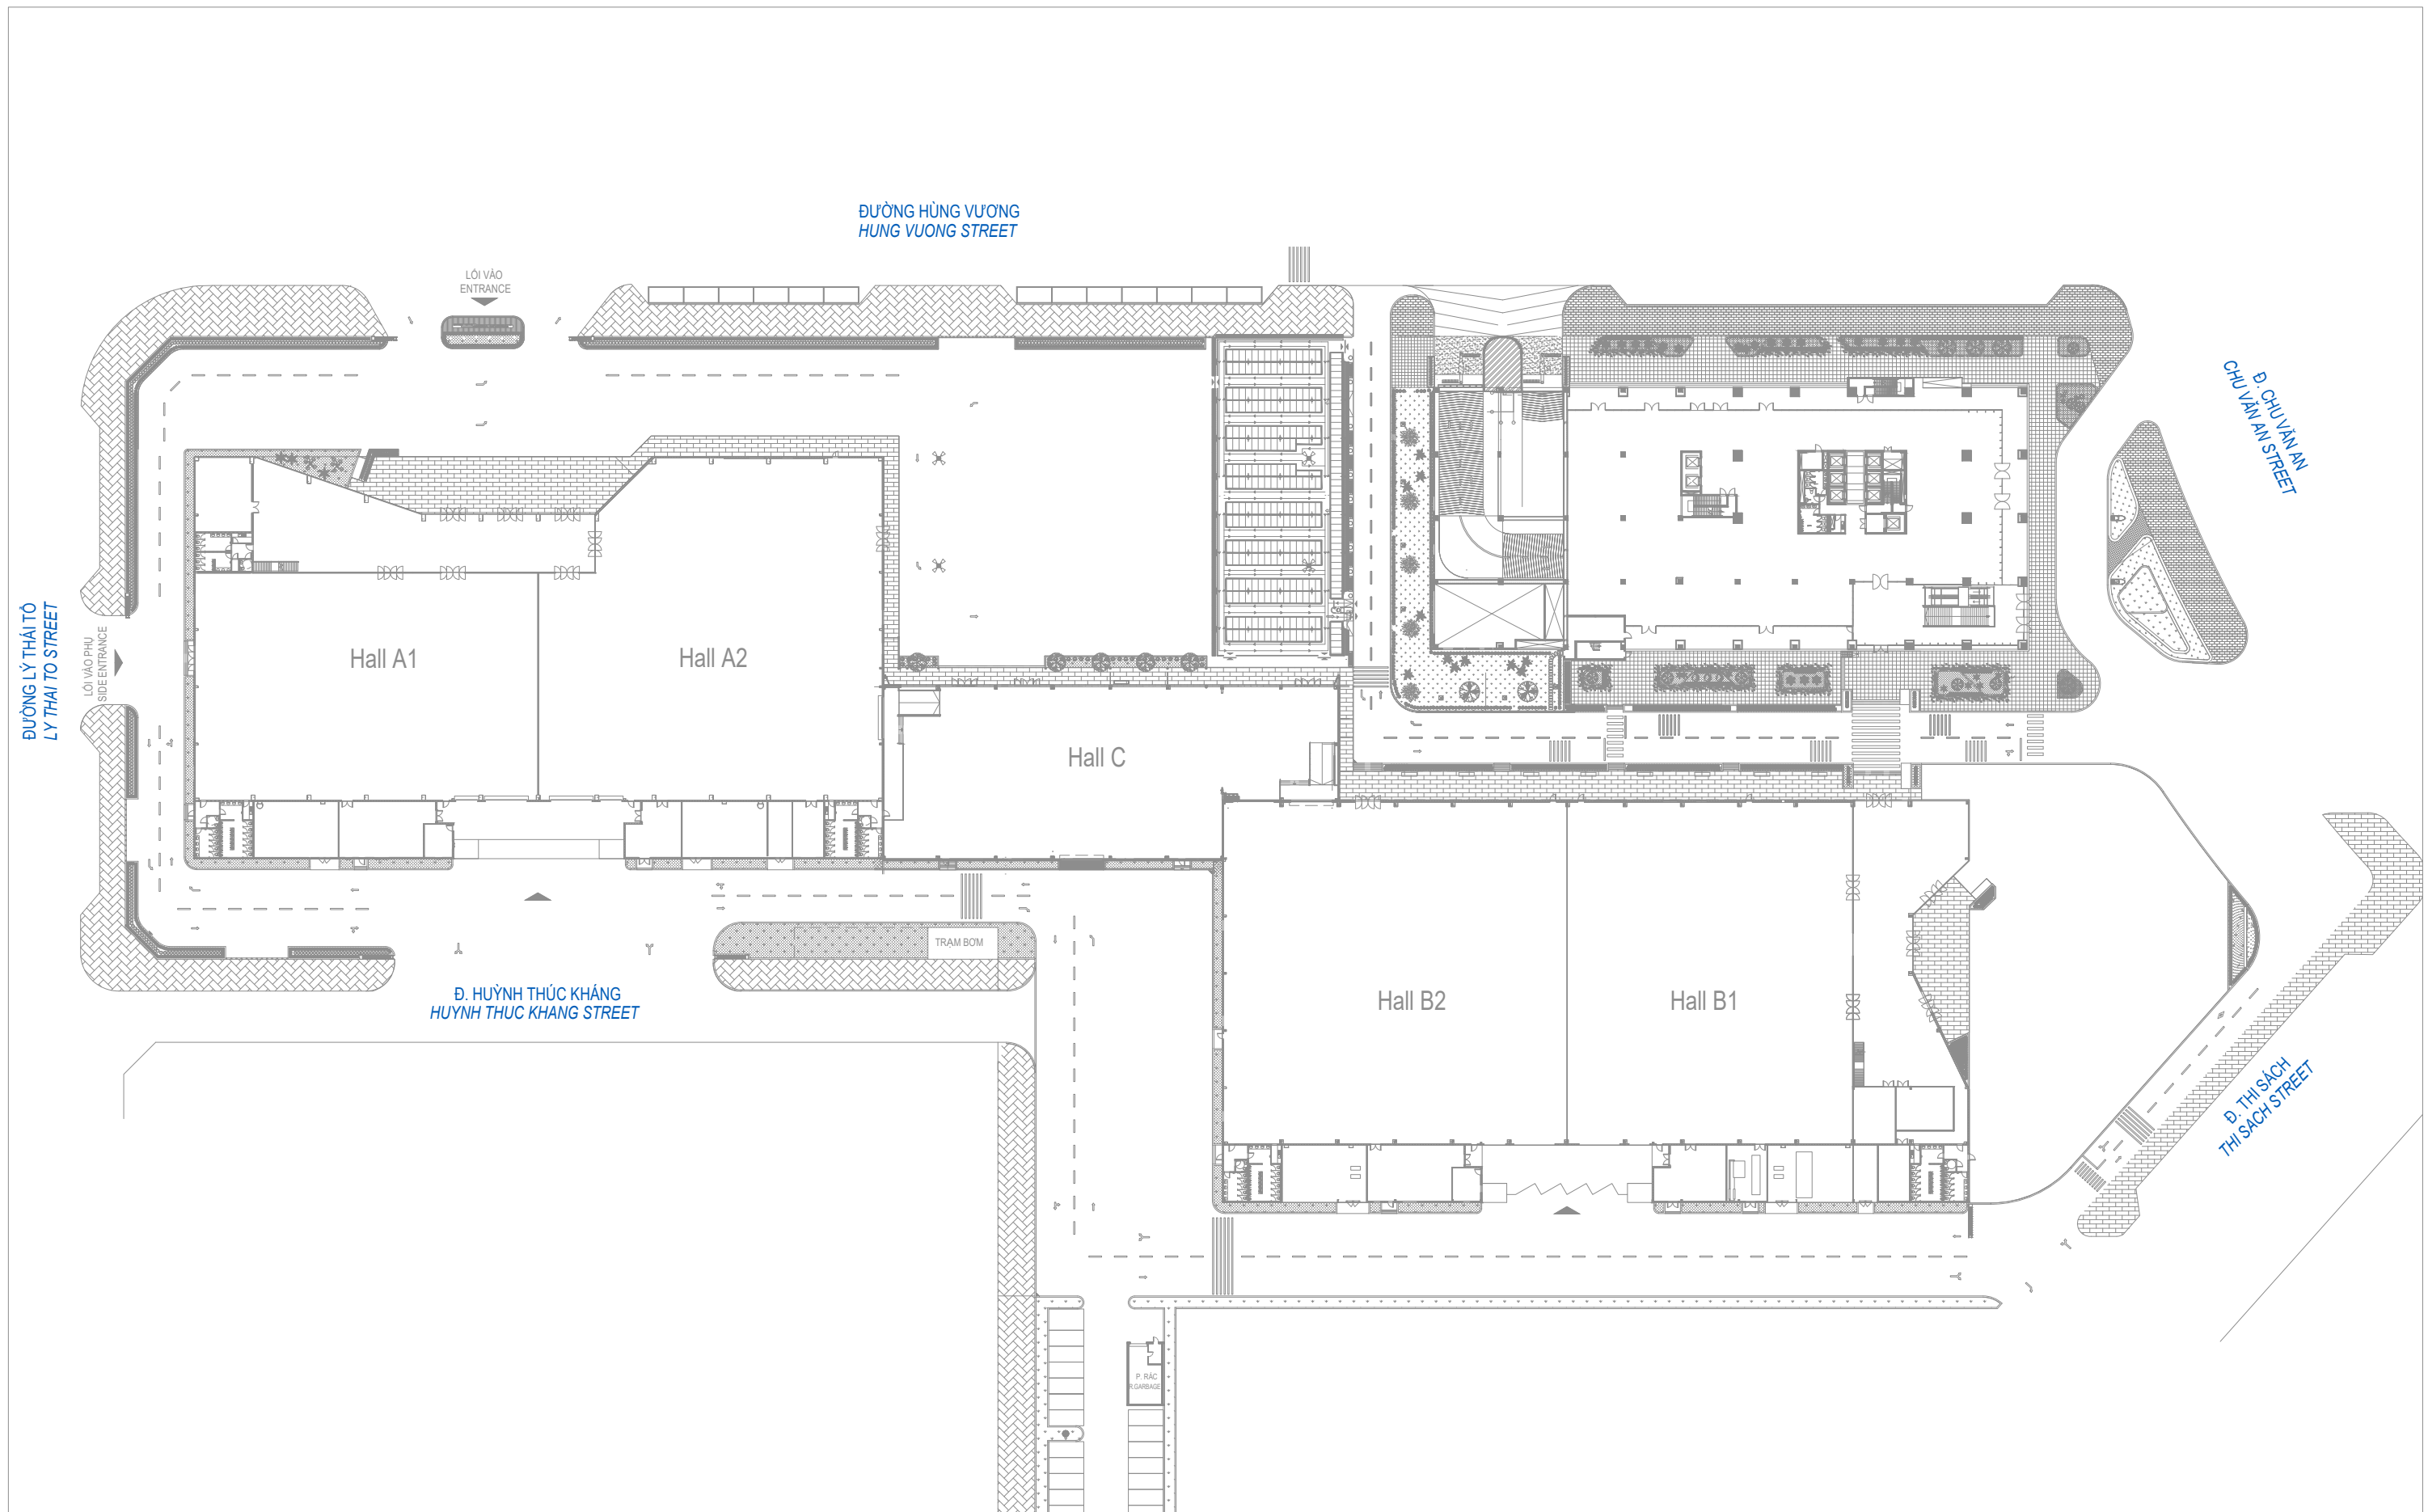 ĐƯỜNG HÙNG VƯƠNG
HUNG VUONG STREET
LỐI VÀO
ENTRANCE
Đ. CHU VĂN AN
CHU VĂN AN STREET
ĐƯỜNG LÝ THÁI TỔ
LY THAI TO STREET
LỐI VÀO PHỤ
SIDE ENTRANCE
Hall A1
Hall A2
Hall C
TRẠM BƠM
Đ. HUỲNH THÚC KHÁNG
HUYNH THUC KHANG STREET
Hall B2
Hall B1
Đ. THI SÁCH
THI SACH STREET
P. RÁC
R.GARBAGE